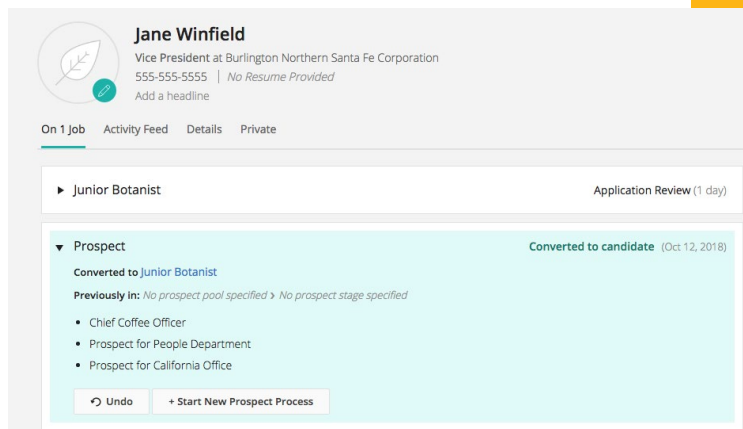 Jane Winfield
Vice President at Burlington Northern Santa Fe Corporation
555-555-5555 | No Resume Provided
Add a headline
On 1 Job Activity Feed Details Private
▶ Junior Botanist Application Review (1 day)
▼ Prospect Converted to candidate (Oct 12, 2018)
Converted to Junior Botanist
Previously in: No prospect pool specified › No prospect stage specified
• Chief Coffee Officer
• Prospect for People Department
• Prospect for California Office
Undo + Start New Prospect Process